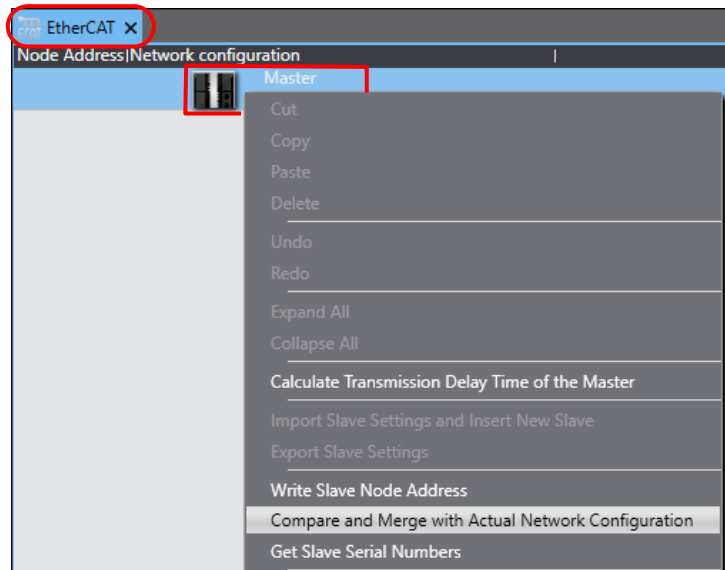 EtherCAT ×
Node Address|Network configuration |
Master
Cut
Copy
Paste
Delete
Undo
Redo
Expand All
Collapse All
Calculate Transmission Delay Time of the Master
Import Slave Settings and Insert New Slave
Export Slave Settings
Write Slave Node Address
Compare and Merge with Actual Network Configuration
Get Slave Serial Numbers